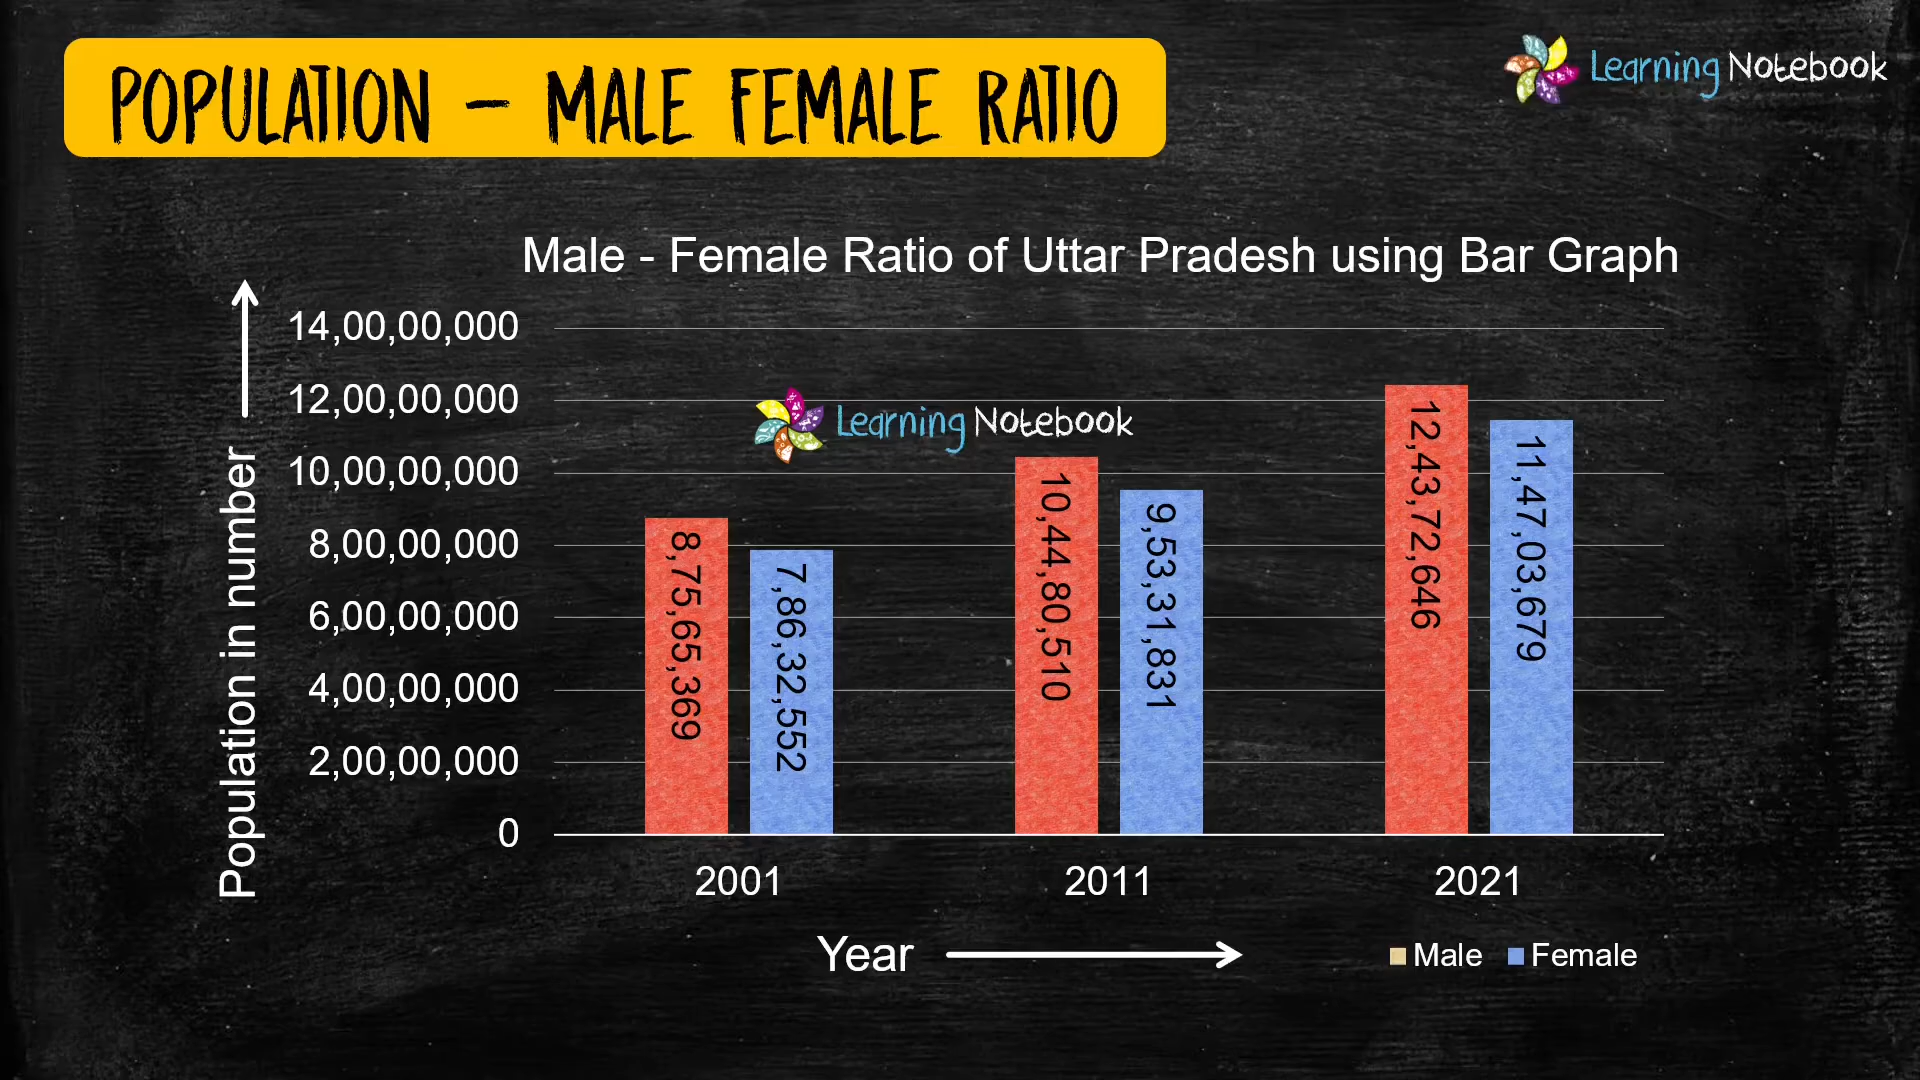 POPULATION – MALE FEMALE RATIO
Learning Notebook
Male - Female Ratio of Uttar Pradesh using Bar Graph
14,00,00,000
12,00,00,000
10,00,00,000
8,00,00,000
6,00,00,000
4,00,00,000
2,00,00,000
0
Population in number
Learning Notebook
8,75,65,369
7,86,32,552
10,44,80,510
9,53,31,831
12,43,72,646
11,47,03,679
2001 2011 2021
Year
Male Female